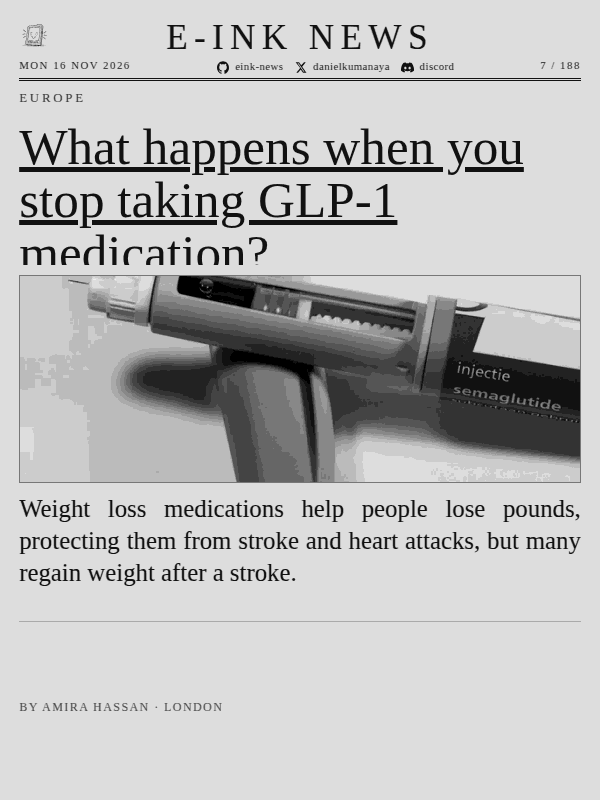 E-INK NEWS
MON 16 NOV 2026
eink-news
danielkumanaya
discord
7 / 188
EUROPE
What happens when you
stop taking GLP-1
medication?
injectie
semaglutide
Weight loss medications help people lose pounds,
protecting them from stroke and heart attacks, but many
regain weight after a stroke.
BY AMIRA HASSAN · LONDON